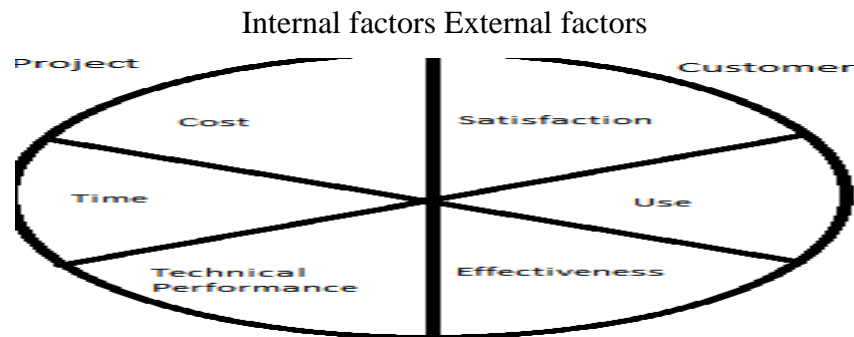 Internal factors External factors
Project
Customer
Cost
Satisfaction
Time
Use
Technical
Performance
Effectiveness